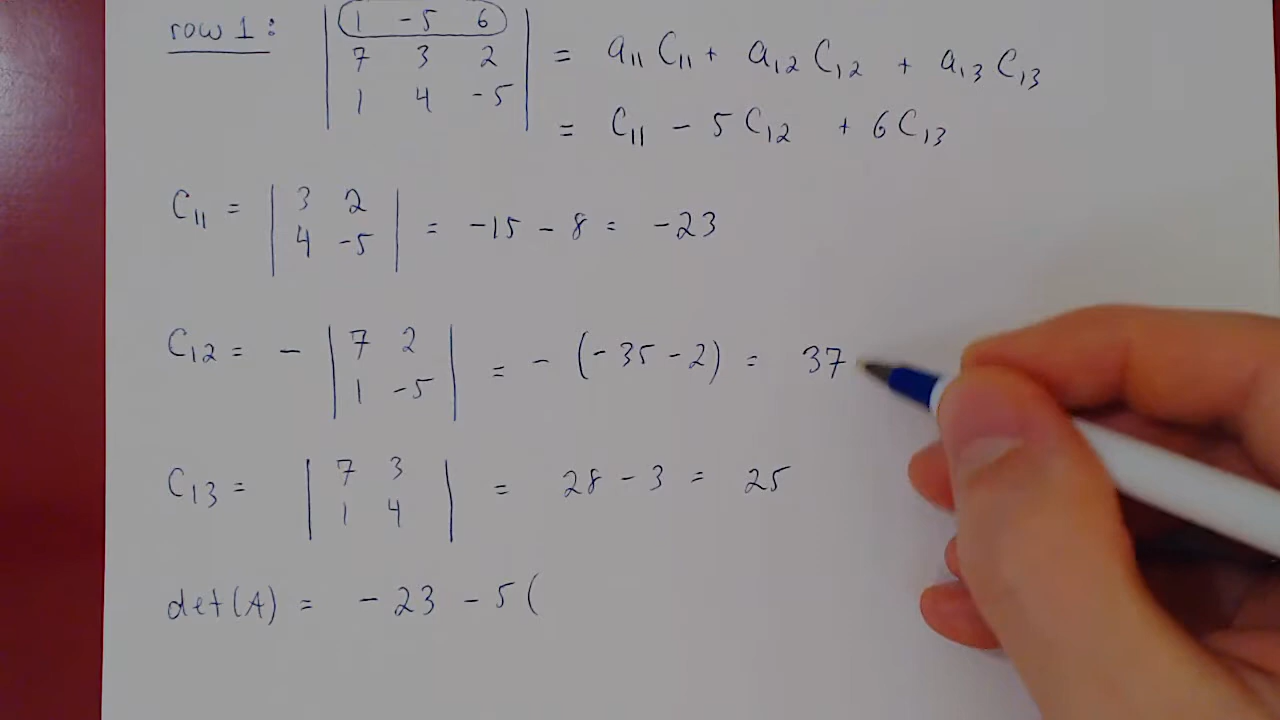 row 1: | 1 -5 6 | = a11 C11 + a12 C12 + a13 C13
| 7 3 2 |
| 1 4 -5 | = C11 - 5 C12 + 6 C13
C11 = | 3 2 | = -15 - 8 = -23
| 4 -5 |
C12 = - | 7 2 | = - (-35 - 2) = 37
| 1 -5 |
C13 = | 7 3 | = 28 - 3 = 25
| 1 4 |
det(A) = -23 - 5(